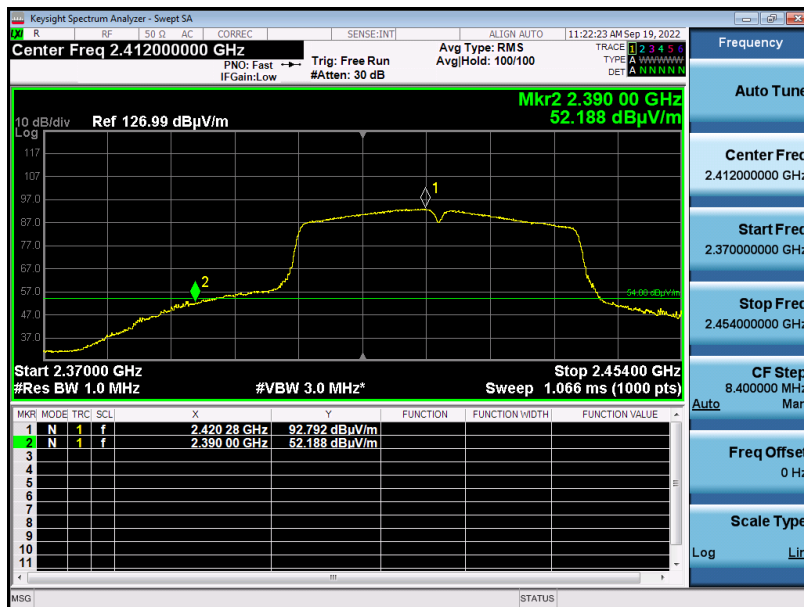 Keysight Spectrum Analyzer - Swept SA
LXI R RF 50 Ω AC CORREC SENSE:INT ALIGN AUTO 11:22:23 AM Sep 19, 2022
Center Freq 2.412000000 GHz
PNO: Fast
IFGain:Low
Trig: Free Run
#Atten: 30 dB
Avg Type: RMS
Avg|Hold: 100/100
TRACE 1 2 3 4 5 6
TYPE A W W W W W
DET A N N N N N
Mkr2 2.390 00 GHz
52.188 dBµV/m
10 dB/div Ref 126.99 dBµV/m
Log
117
107
97.0
87.0
77.0
67.0
57.0
47.0
37.0
1
2
54.00 dBµV/m
Start 2.37000 GHz Stop 2.45400 GHz
#Res BW 1.0 MHz #VBW 3.0 MHz* Sweep 1.066 ms (1000 pts)
MKR MODE TRC SCL X Y FUNCTION FUNCTION WIDTH FUNCTION VALUE
1 N 1 f 2.420 28 GHz 92.792 dBµV/m
2 N 1 f 2.390 00 GHz 52.188 dBµV/m
3
4
5
6
7
8
9
10
11
MSG STATUS
Frequency
Auto Tune
Center Freq
2.412000000 GHz
Start Freq
2.370000000 GHz
Stop Freq
2.454000000 GHz
CF Step
8.400000 MHz
Auto Man
Freq Offset
0 Hz
Scale Type
Log Lin